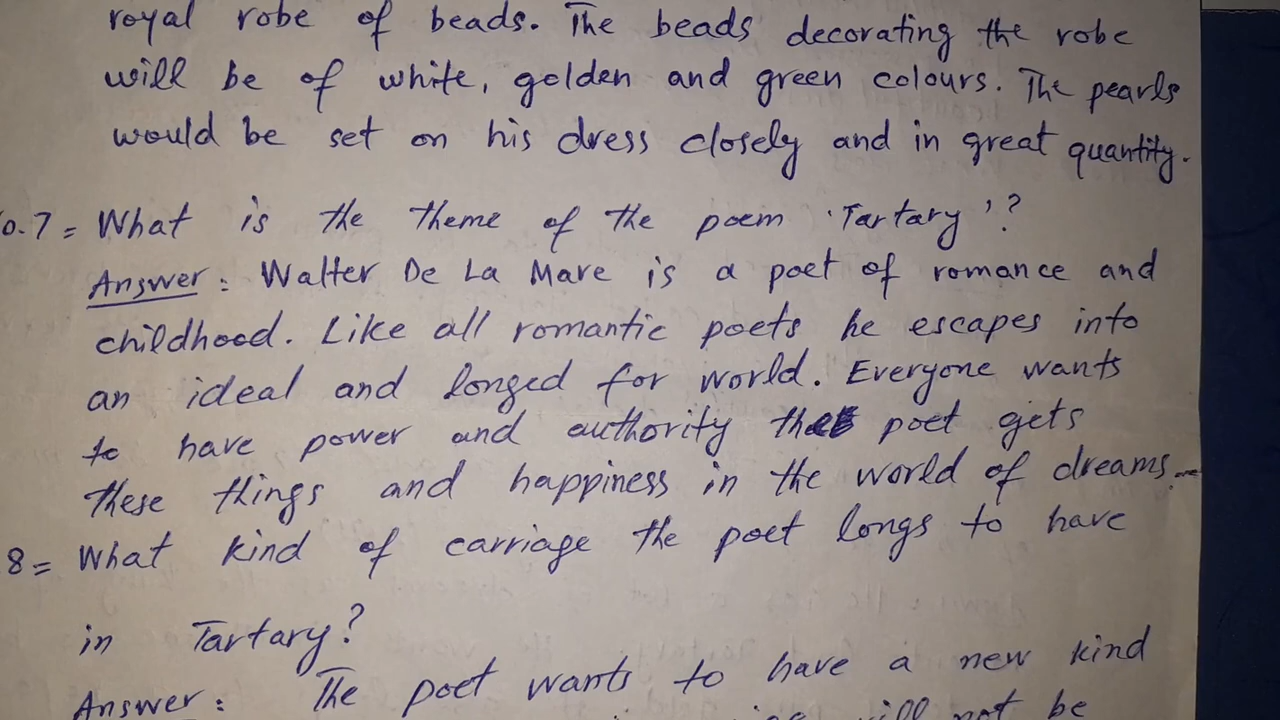 royal robe of beads. The beads decorating the robe
will be of white, golden and green colours. The pearls
would be set on his dress closely and in great quantity.
0.7 = What is the theme of the poem 'Tartary'?
Answer: Walter De La Mare is a poet of romance and
childhood. Like all romantic poets he escapes into
an ideal and longed for world. Everyone wants
to have power and authority the poet gets
these things and happiness in the world of dreams.
8 = What kind of carriage the poet longs to have
in Tartary?
Answer: The poet wants to have a new kind
will not be